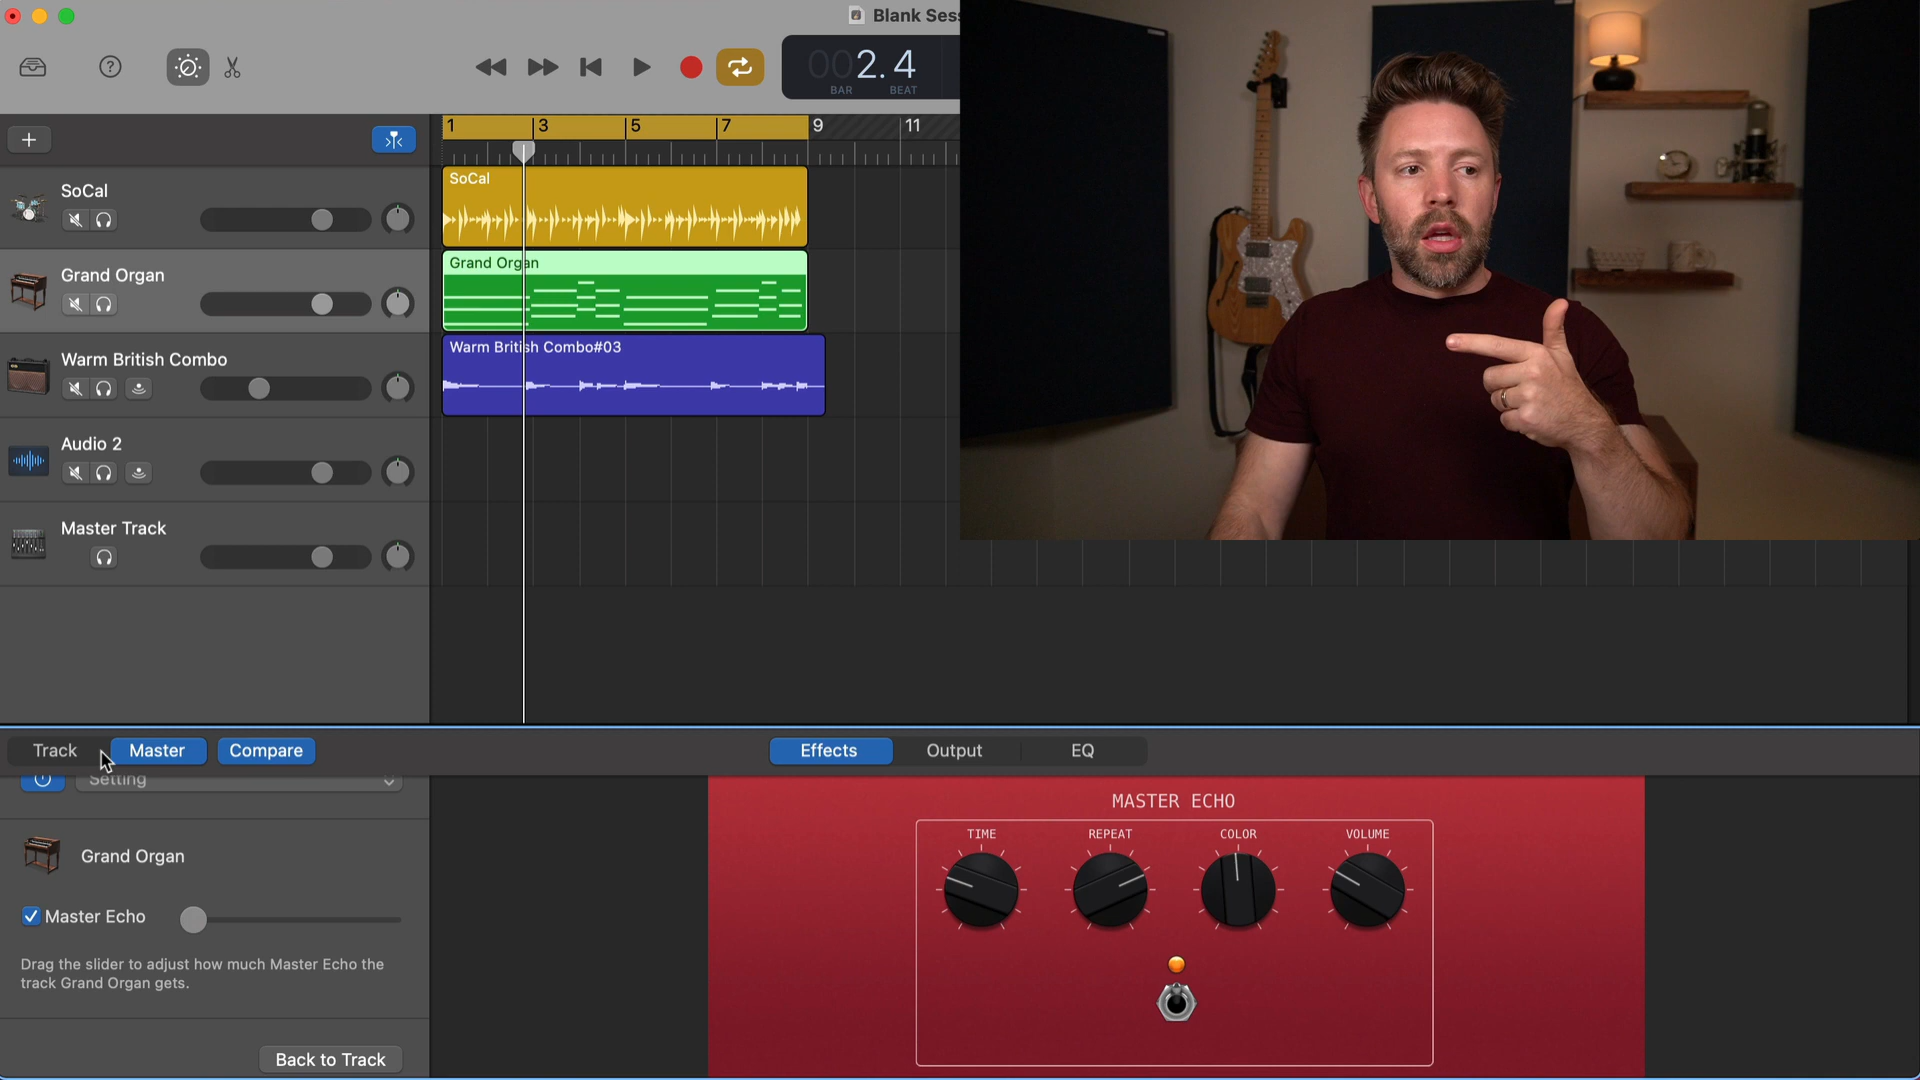 Blank Sess
002.4
BAR BEAT
1 3 5 7 9 11
SoCal
SoCal
Grand Organ
Grand Organ
Warm British Combo
Warm British Combo#03
Audio 2
Master Track
Track Master Compare Effects Output EQ
Setting
Grand Organ
Master Echo
Drag the slider to adjust how much Master Echo the
track Grand Organ gets.
Back to Track
MASTER ECHO
TIME REPEAT COLOR VOLUME